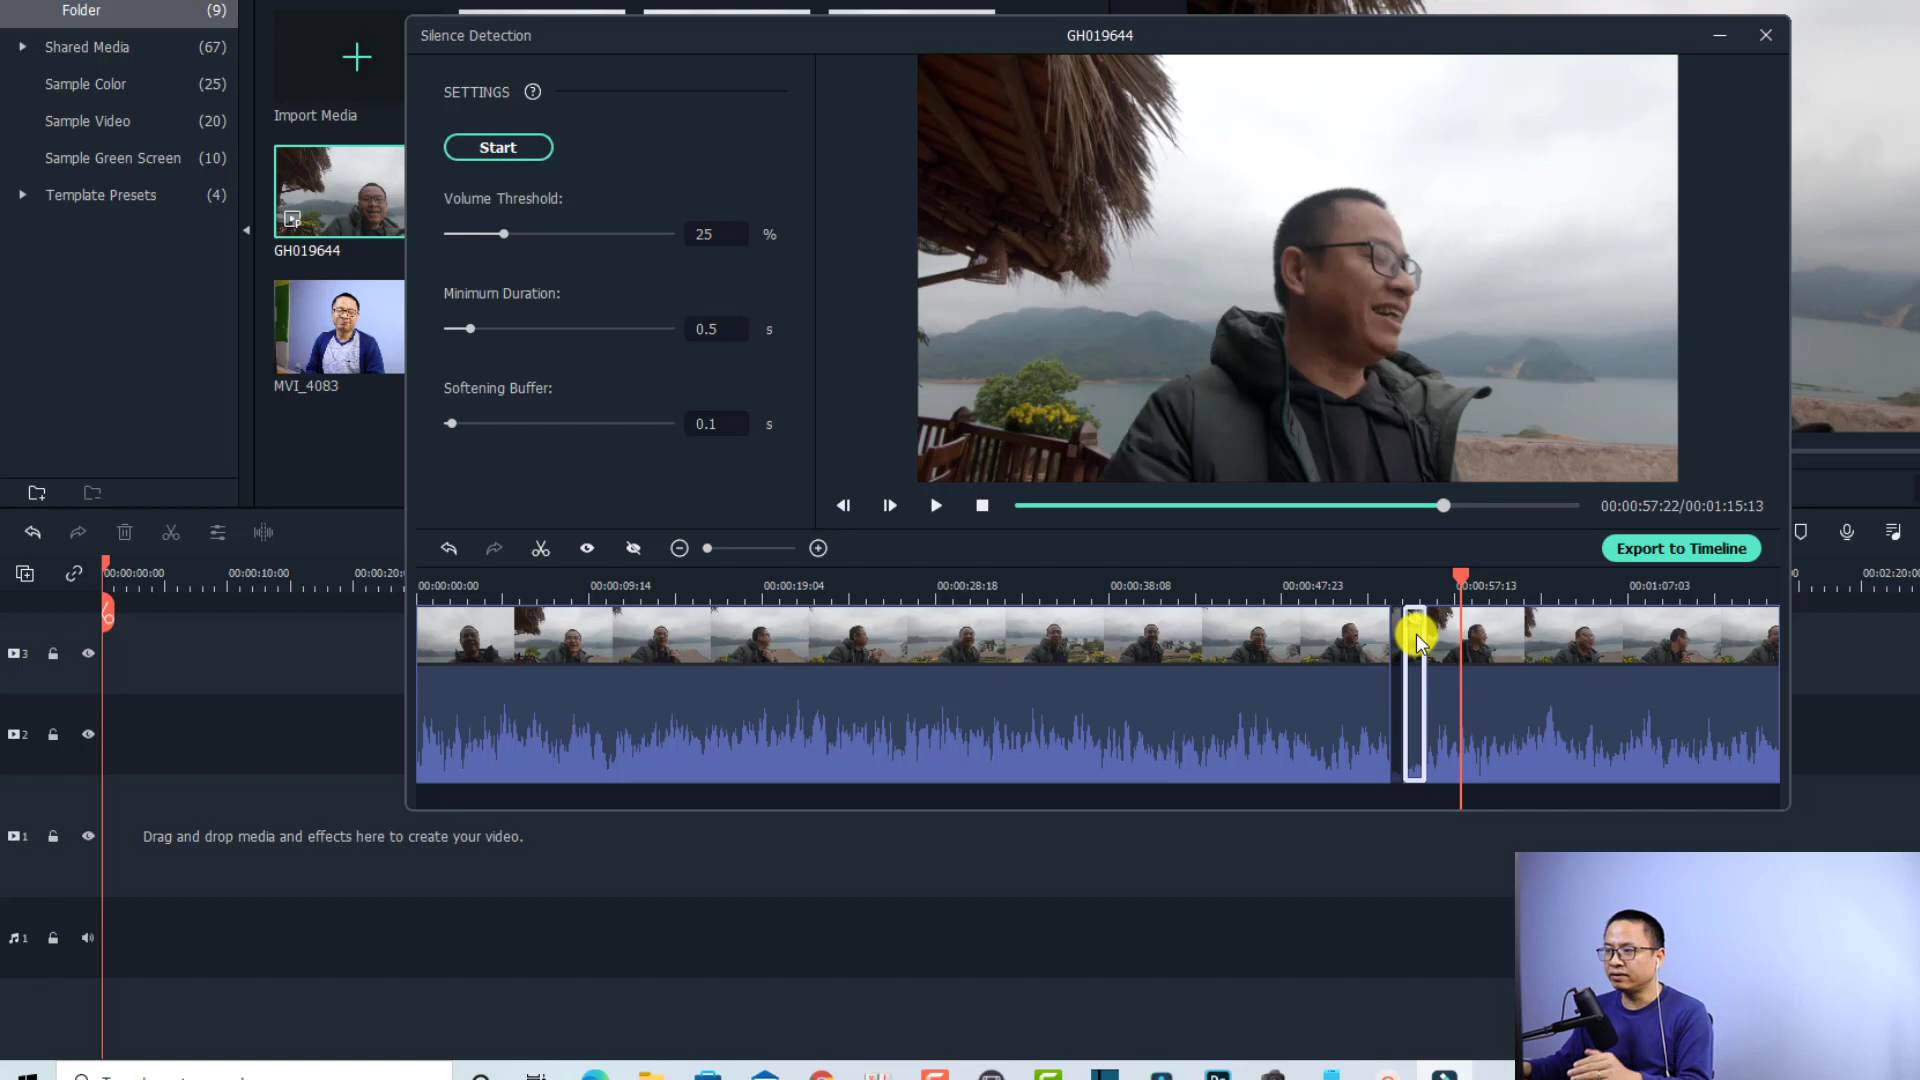 Folder (9)
Silence Detection
GH019644
Shared Media (67)
Sample Color (25)
Sample Video (20)
Sample Green Screen (10)
Template Presets (4)
Import Media
GH019644
MVI_4083
SETTINGS
Start
Volume Threshold:
25 %
Minimum Duration:
0.5 s
Softening Buffer:
0.1 s
00:00:57:22/00:01:15:13
Export to Timeline
00:00:00:00 00:00:09:14 00:00:19:04 00:00:28:18 00:00:38:08 00:00:47:23 00:00:57:13 00:01:07:03
00:00:00:00 00:00:10:00 00:00:20: 00:02:20:00
3
2
1
Drag and drop media and effects here to create your video.
1